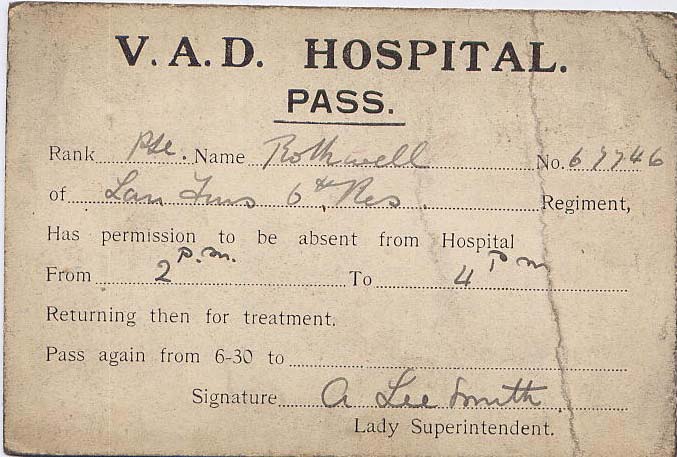 V. A. D. HOSPITAL.
PASS.
Rank Pte. Name Rothwell No. 67746
of Lan Fus 6th Res. Regiment,
Has permission to be absent from Hospital
From 2 P.m. To 4 Pm
Returning then for treatment.
Pass again from 6-30 to
Signature A Lee Smith
Lady Superintendent.